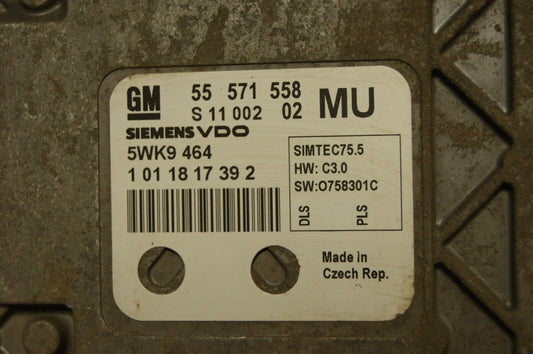 GM 55 571 558 MU
S 11 002 02
SIEMENS VDO
5WK9 464
1 01 18 17 39 2
SIMTEC75.5
HW: C3.0
SW:O758301C
DLS PLS
Made in
Czech Rep.